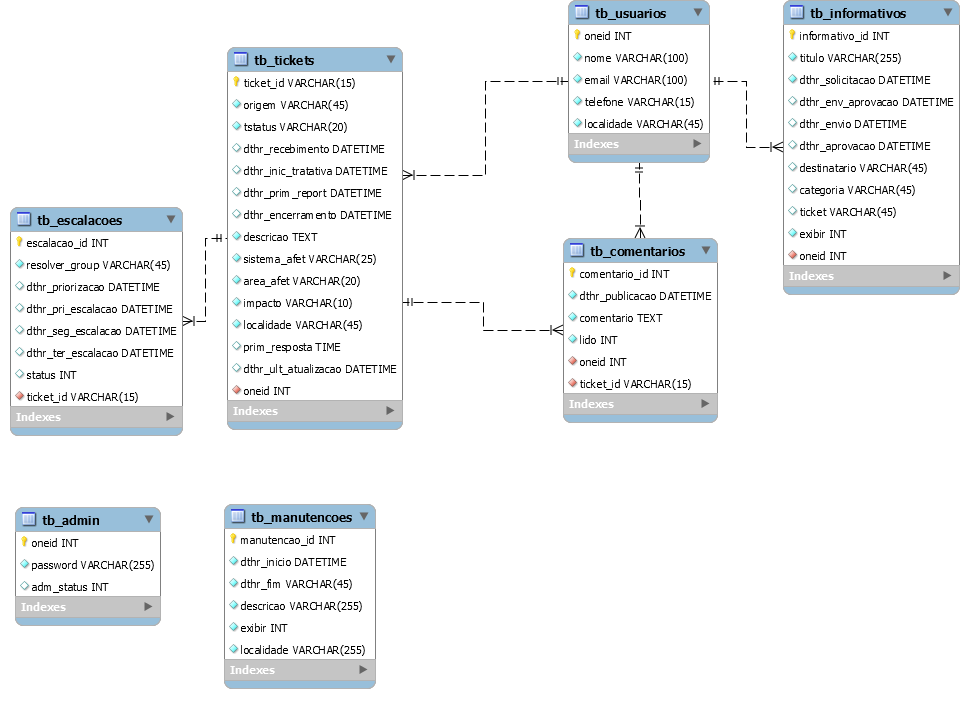 tb_usuarios
oneid INT
nome VARCHAR(100)
email VARCHAR(100)
telefone VARCHAR(15)
localidade VARCHAR(45)
Indexes
tb_informativos
informativo_id INT
titulo VARCHAR(255)
dthr_solicitacao DATETIME
dthr_env_aprovacao DATETIME
dthr_envio DATETIME
dthr_aprovacao DATETIME
destinatario VARCHAR(45)
categoria VARCHAR(45)
ticket VARCHAR(45)
exibir INT
oneid INT
Indexes
tb_tickets
ticket_id VARCHAR(15)
origem VARCHAR(45)
tstatus VARCHAR(20)
dthr_recebimento DATETIME
dthr_inic_tratativa DATETIME
dthr_prim_report DATETIME
dthr_encerramento DATETIME
descricao TEXT
sistema_afet VARCHAR(25)
area_afet VARCHAR(20)
impacto VARCHAR(10)
localidade VARCHAR(45)
prim_resposta TIME
dthr_ult_atualizacao DATETIME
oneid INT
Indexes
tb_escalacoes
escalacao_id INT
resolver_group VARCHAR(45)
dthr_priorizacao DATETIME
dthr_pri_escalacao DATETIME
dthr_seg_escalacao DATETIME
dthr_ter_escalacao DATETIME
status INT
ticket_id VARCHAR(15)
Indexes
tb_comentarios
comentario_id INT
dthr_publicacao DATETIME
comentario TEXT
lido INT
oneid INT
ticket_id VARCHAR(15)
Indexes
tb_admin
oneid INT
password VARCHAR(255)
adm_status INT
Indexes
tb_manutencoes
manutencao_id INT
dthr_inicio DATETIME
dthr_fim VARCHAR(45)
descricao VARCHAR(255)
exibir INT
localidade VARCHAR(255)
Indexes